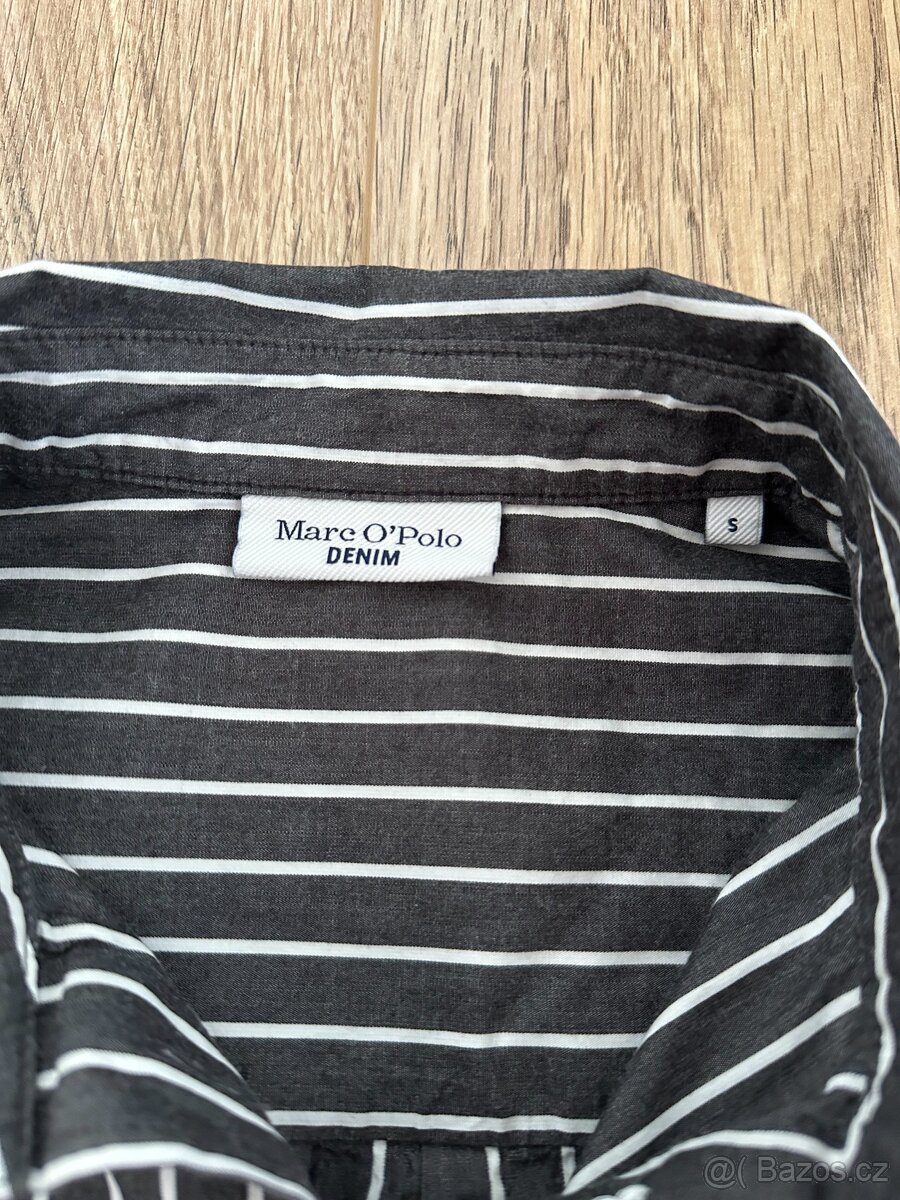 Marc O'Polo
DENIM
S
@( Bazos.cz